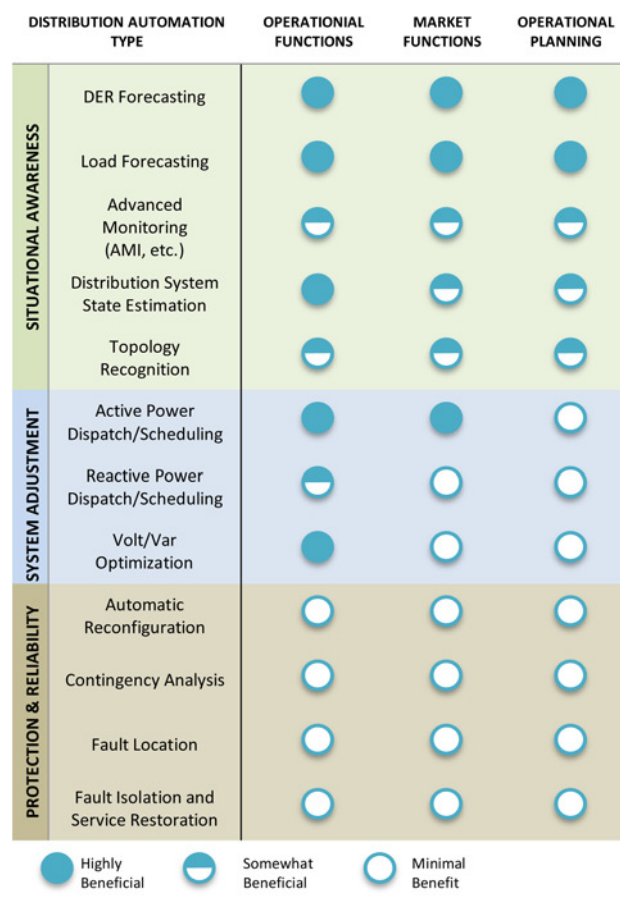 DISTRIBUTION AUTOMATION
TYPE
OPERATIONIAL
FUNCTIONS
MARKET
FUNCTIONS
OPERATIONAL
PLANNING
SITUATIONAL AWARENESS
DER Forecasting
Load Forecasting
Advanced
Monitoring
(AMI, etc.)
Distribution System
State Estimation
Topology
Recognition
SYSTEM ADJUSTMENT
Active Power
Dispatch/Scheduling
Reactive Power
Dispatch/Scheduling
Volt/Var
Optimization
PROTECTION & RELIABILITY
Automatic
Reconfiguration
Contingency Analysis
Fault Location
Fault Isolation and
Service Restoration
Highly
Beneficial
Somewhat
Beneficial
Minimal
Benefit